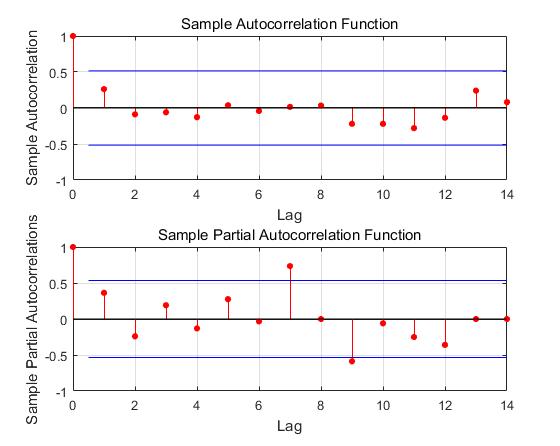 Sample Autocorrelation Function
Sample Autocorrelation
1
0.5
0
-0.5
-1
0 2 4 6 8 10 12 14
Lag
Sample Partial Autocorrelation Function
Sample Partial Autocorrelations
1
0.5
0
-0.5
-1
0 2 4 6 8 10 12 14
Lag